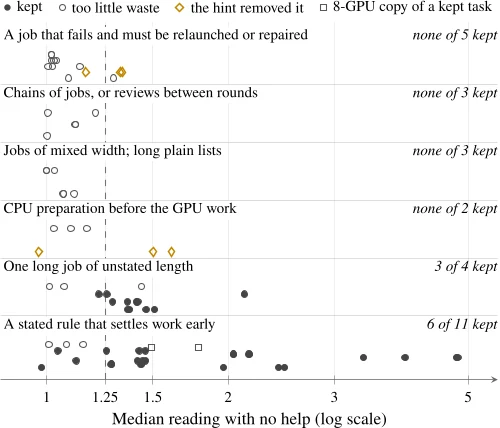 kept too little waste the hint removed it 8-GPU copy of a kept task
A job that fails and must be relaunched or repaired none of 5 kept
Chains of jobs, or reviews between rounds none of 3 kept
Jobs of mixed width; long plain lists none of 3 kept
CPU preparation before the GPU work none of 2 kept
One long job of unstated length 3 of 4 kept
A stated rule that settles work early 6 of 11 kept
1 1.25 1.5 2 3 5
Median reading with no help (log scale)